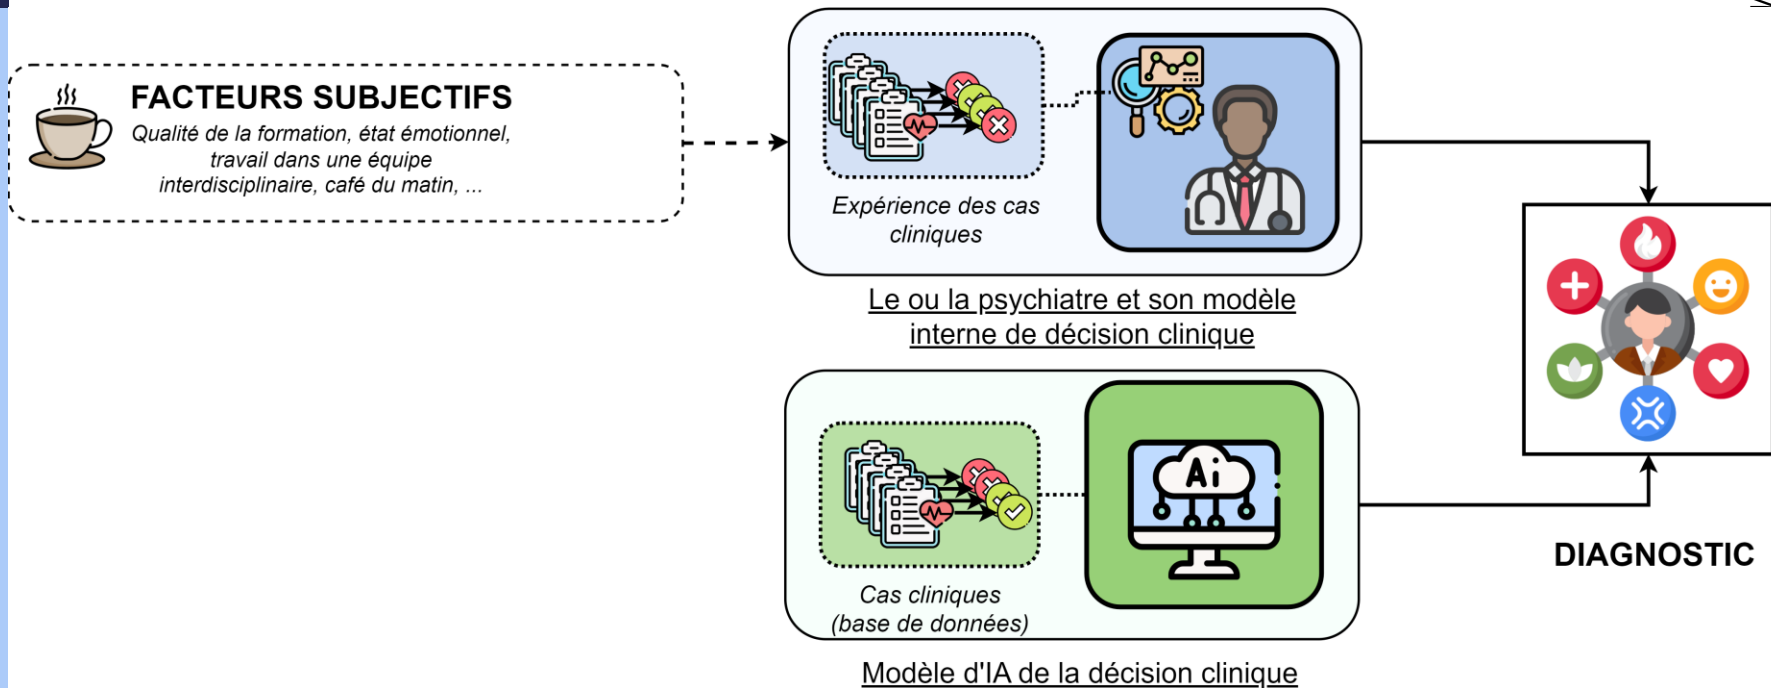 FACTEURS SUBJECTIFS
Qualité de la formation, état émotionnel,
travail dans une équipe
interdisciplinaire, café du matin, ...
Expérience des cas
cliniques
Le ou la psychiatre et son modèle
interne de décision clinique
Ai
Cas cliniques
(base de données)
Modèle d'IA de la décision clinique
DIAGNOSTIC